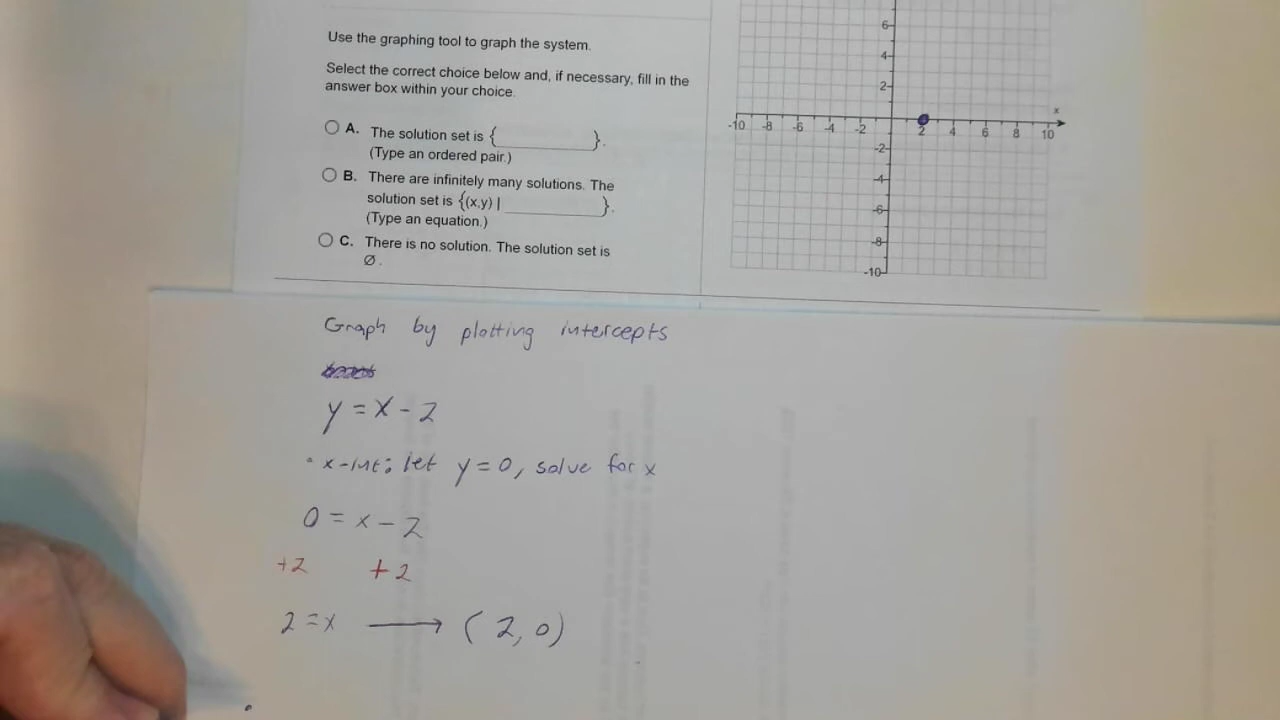 Use the graphing tool to graph the system.
Select the correct choice below and, if necessary, fill in the
answer box within your choice.
A. The solution set is { }.
(Type an ordered pair.)
B. There are infinitely many solutions. The
solution set is {(x,y) | }.
(Type an equation.)
C. There is no solution. The solution set is
Ø.
6
4
2
x
-10 -8 -6 -4 -2 2 4 6 8 10
-2
-4
-6
-8
-10
Graph by plotting intercepts
y = x - 2
• x-int: let y = 0, solve for x
0 = x - 2
+2 +2
2 = x ⟶ (2, 0)